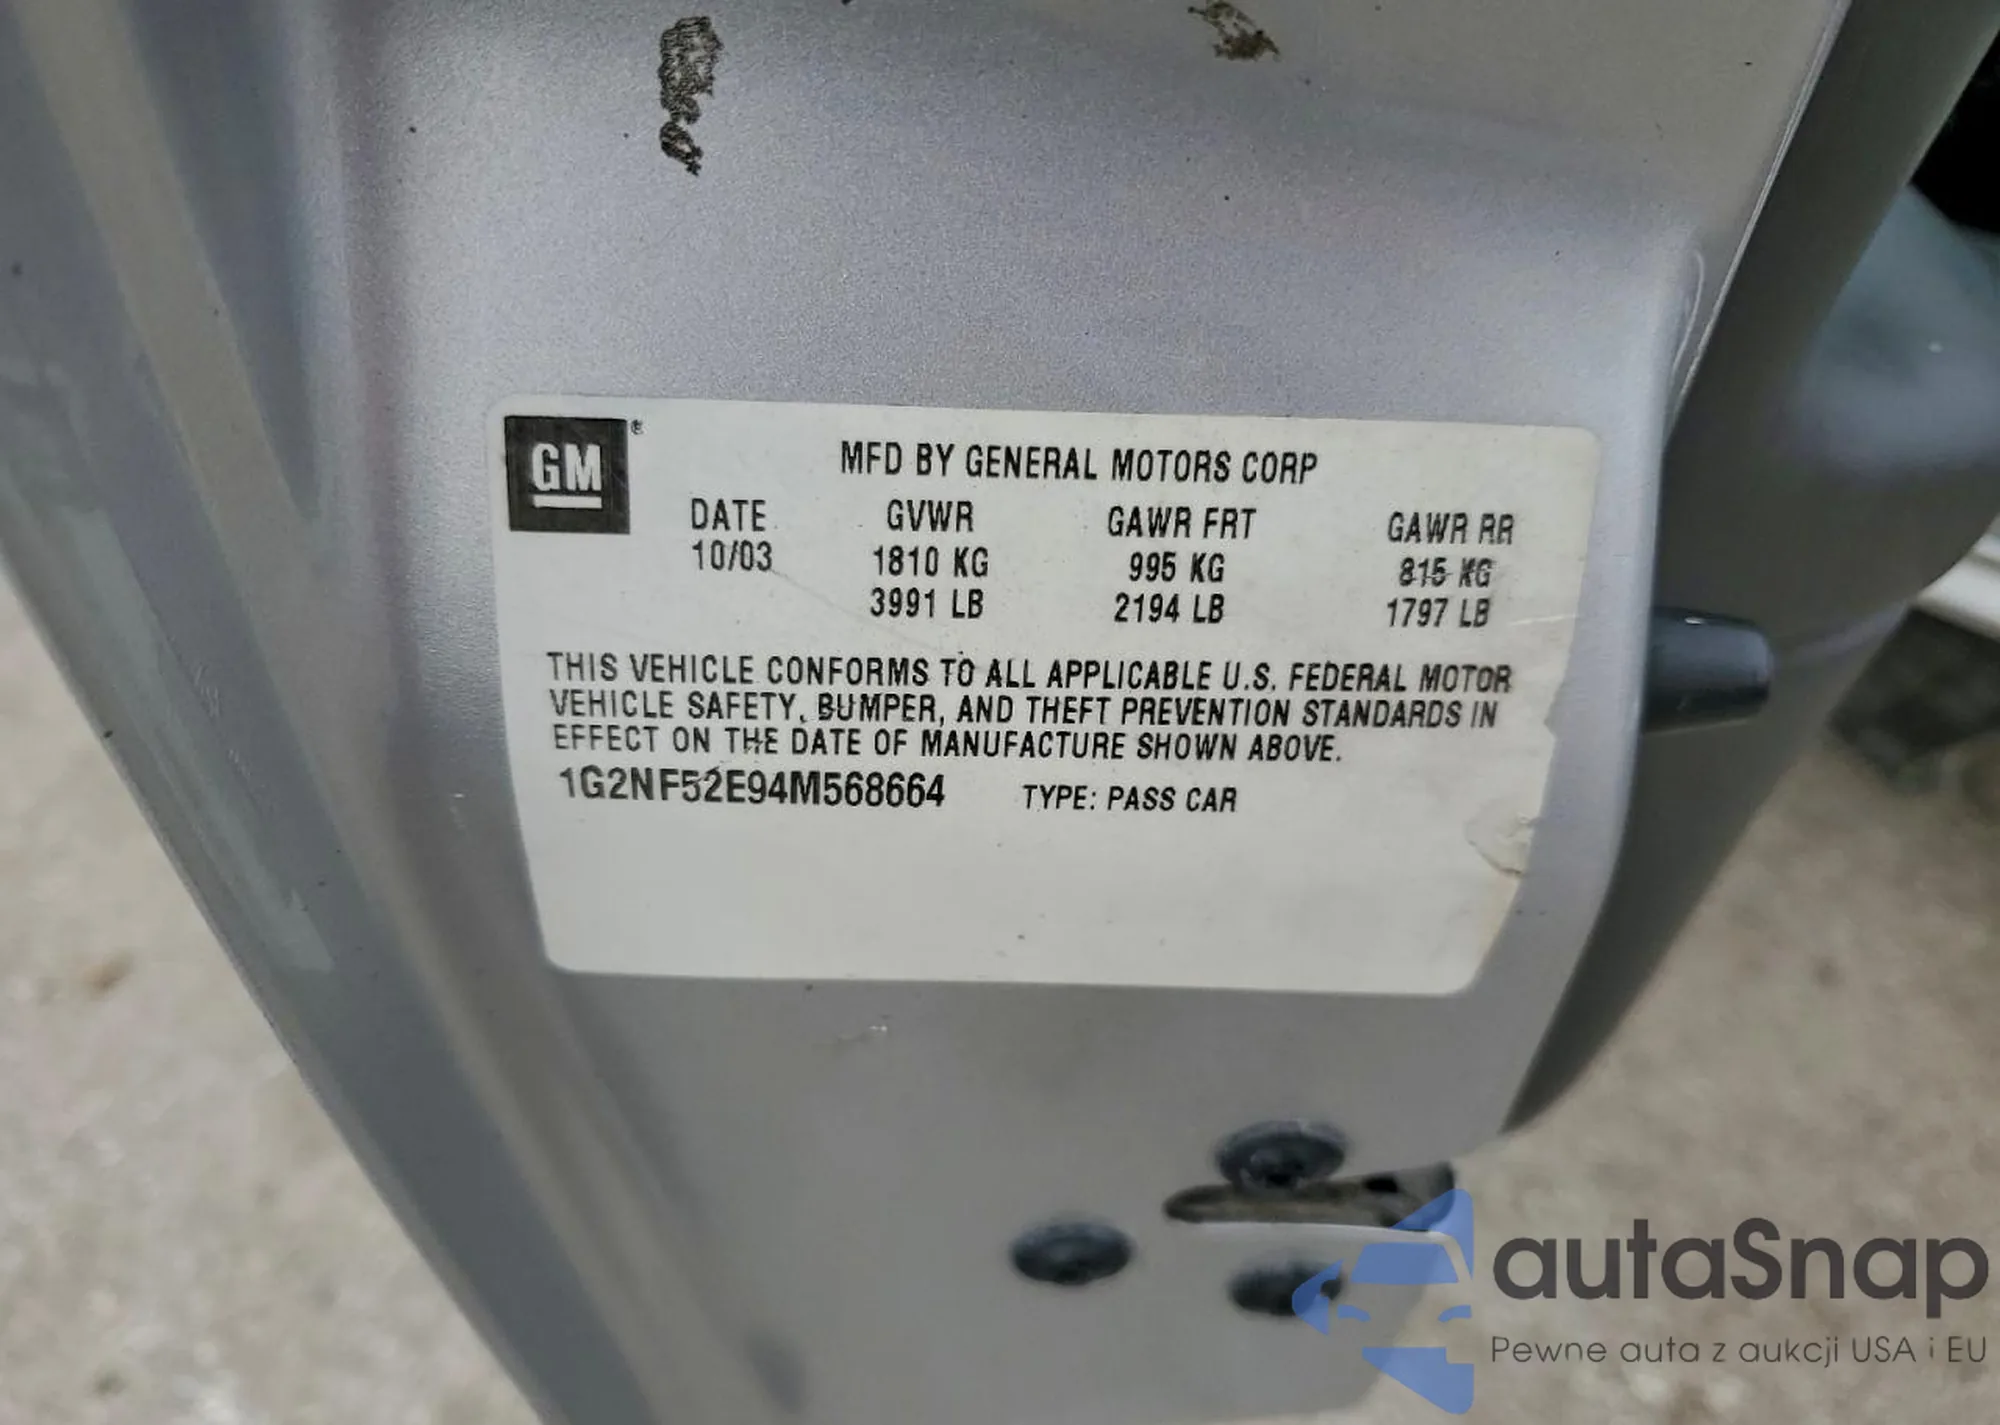 GM®
MFD BY GENERAL MOTORS CORP
DATE GVWR GAWR FRT GAWR RR
10/03 1810 KG 995 KG 815 KG
3991 LB 2194 LB 1797 LB
THIS VEHICLE CONFORMS TO ALL APPLICABLE U.S. FEDERAL MOTOR
VEHICLE SAFETY, BUMPER, AND THEFT PREVENTION STANDARDS IN
EFFECT ON THE DATE OF MANUFACTURE SHOWN ABOVE.
1G2NF52E94M568664 TYPE: PASS CAR
autaSnap
Pewne auta z aukcji USA i EU